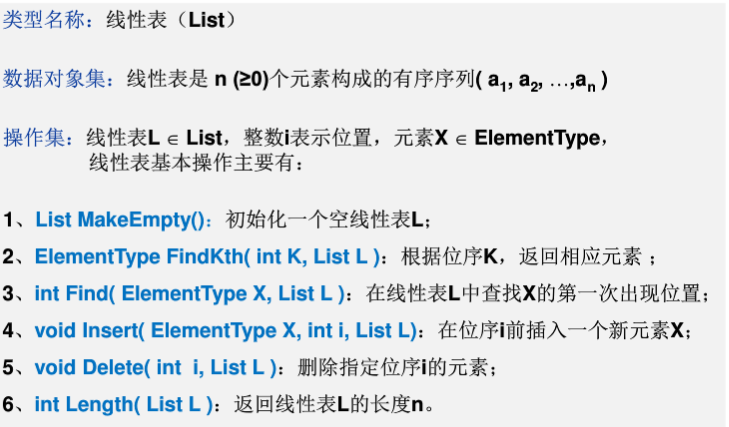 类型名称：线性表（List）
数据对象集：线性表是 n (≥0)个元素构成的有序序列( a₁, a₂, …,aₙ )
操作集：线性表L ∈ List，整数i表示位置，元素X ∈ ElementType，
线性表基本操作主要有：
1、List MakeEmpty()：初始化一个空线性表L；
2、ElementType FindKth( int K, List L )：根据位序K，返回相应元素 ；
3、int Find( ElementType X, List L )：在线性表L中查找X的第一次出现位置；
4、void Insert( ElementType X, int i, List L)：在位序i前插入一个新元素X；
5、void Delete( int i, List L )：删除指定位序i的元素；
6、int Length( List L )：返回线性表L的长度n。